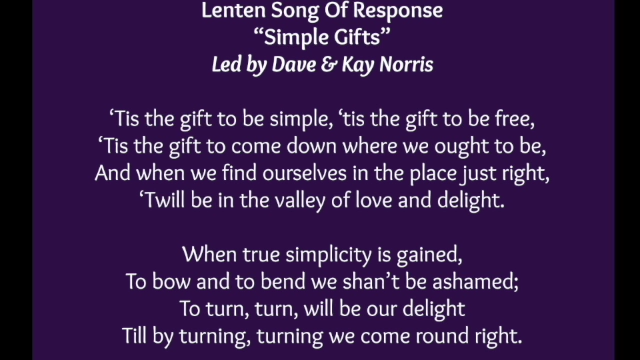 Lenten Song Of Response
“Simple Gifts”
Led by Dave & Kay Norris
‘Tis the gift to be simple, ‘tis the gift to be free,
‘Tis the gift to come down where we ought to be,
And when we find ourselves in the place just right,
‘Twill be in the valley of love and delight.
When true simplicity is gained,
To bow and to bend we shan’t be ashamed;
To turn, turn, will be our delight
Till by turning, turning we come round right.